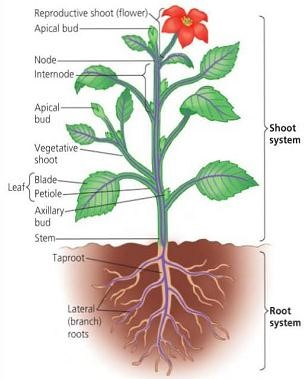 Reproductive shoot (flower)
Apical bud
Node
Internode
Apical
bud
Shoot
system
Vegetative
shoot
Leaf
Blade
Petiole
Axillary
bud
Stem
Taproot
Lateral
(branch)
roots
Root
system